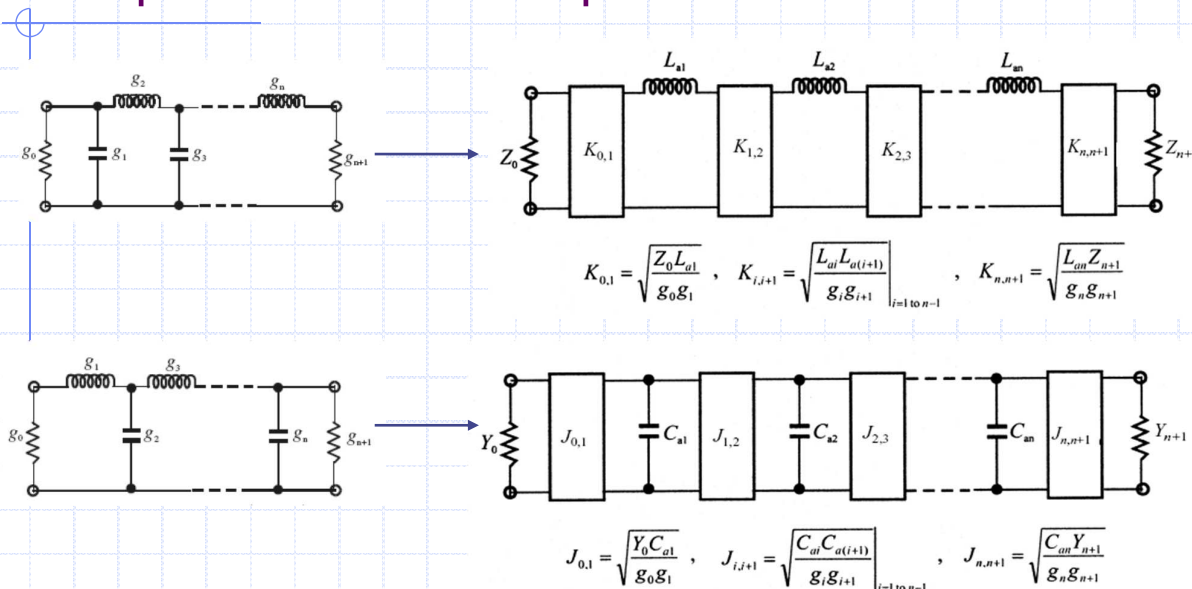 g₂ gₙ
g₀ g₁ g₃ gₙ₊₁
Lₐ₁ Lₐ₂ Lₐₙ
Z₀ K₀,₁ K₁,₂ K₂,₃ Kₙ,ₙ₊₁ Zₙ₊
K₀,₁ = √(Z₀Lₐ₁ / g₀g₁) , Kᵢ,ᵢ₊₁ = √(LₐᵢLₐ₍ᵢ₊₁₎ / gᵢgᵢ₊₁) |ᵢ₌₁ ₜₒ ₙ₋₁ , Kₙ,ₙ₊₁ = √(LₐₙZₙ₊₁ / gₙgₙ₊₁)
g₁ g₃
g₀ g₂ gₙ gₙ₊₁
Y₀ J₀,₁ Cₐ₁ J₁,₂ Cₐ₂ J₂,₃ Cₐₙ Jₙ,ₙ₊₁ Yₙ₊₁
J₀,₁ = √(Y₀Cₐ₁ / g₀g₁) , Jᵢ,ᵢ₊₁ = √(CₐᵢCₐ₍ᵢ₊₁₎ / gᵢgᵢ₊₁) |ᵢ₌₁ ₜₒ ₙ₋₁ , Jₙ,ₙ₊₁ = √(CₐₙYₙ₊₁ / gₙgₙ₊₁)